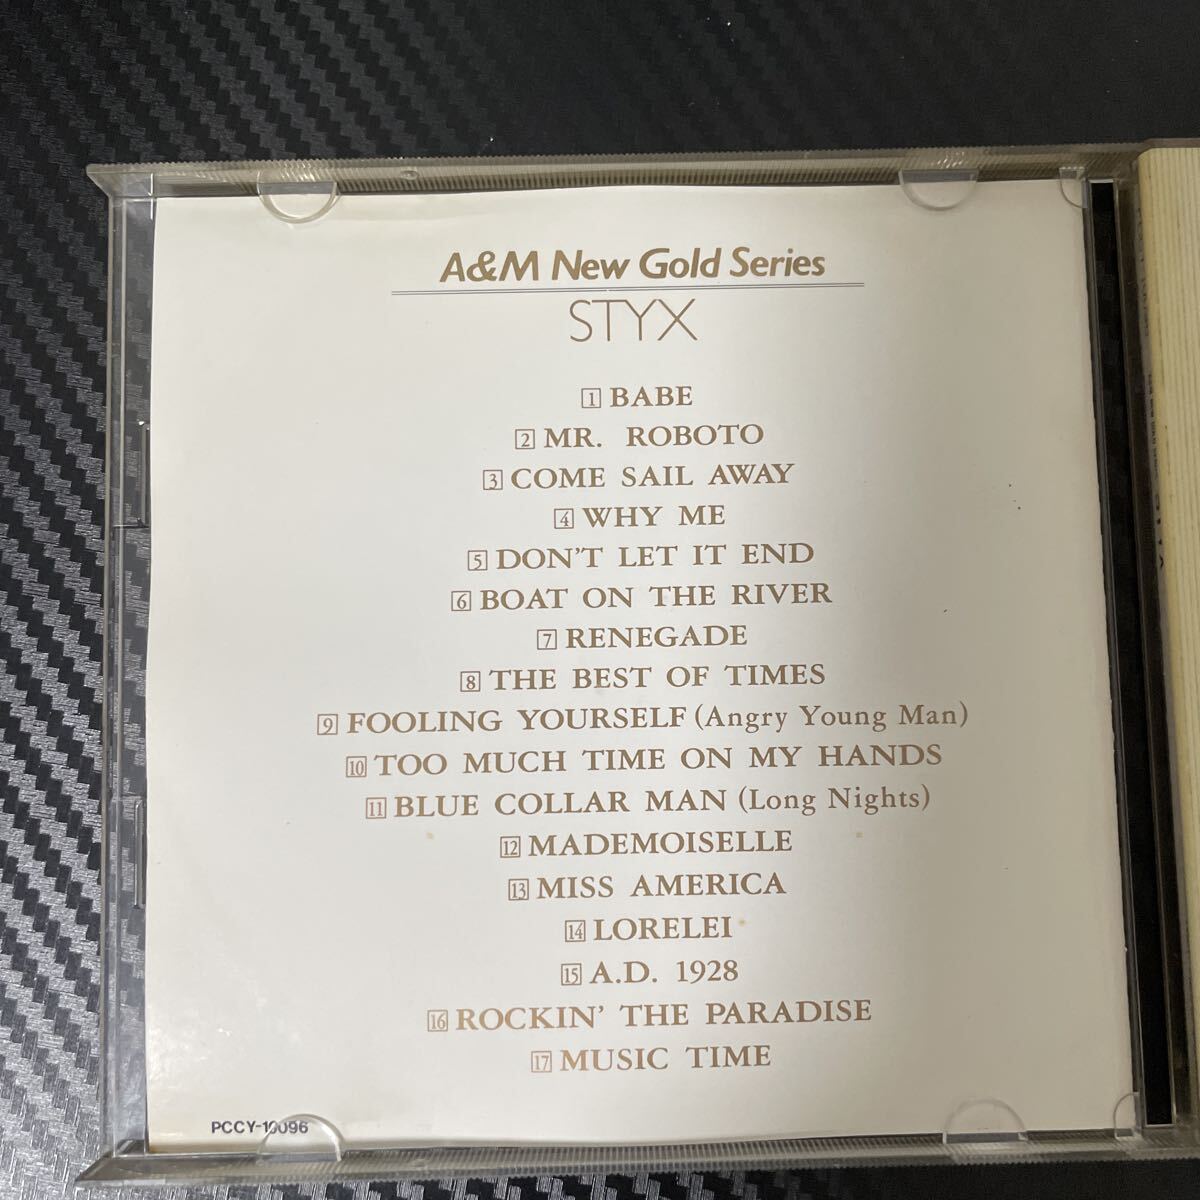 A&M New Gold Series
STYX
1 BABE
2 MR. ROBOTO
3 COME SAIL AWAY
4 WHY ME
5 DON'T LET IT END
6 BOAT ON THE RIVER
7 RENEGADE
8 THE BEST OF TIMES
9 FOOLING YOURSELF (Angry Young Man)
10 TOO MUCH TIME ON MY HANDS
11 BLUE COLLAR MAN (Long Nights)
12 MADEMOISELLE
13 MISS AMERICA
14 LORELEI
15 A.D. 1928
16 ROCKIN' THE PARADISE
17 MUSIC TIME
PCCY-10096